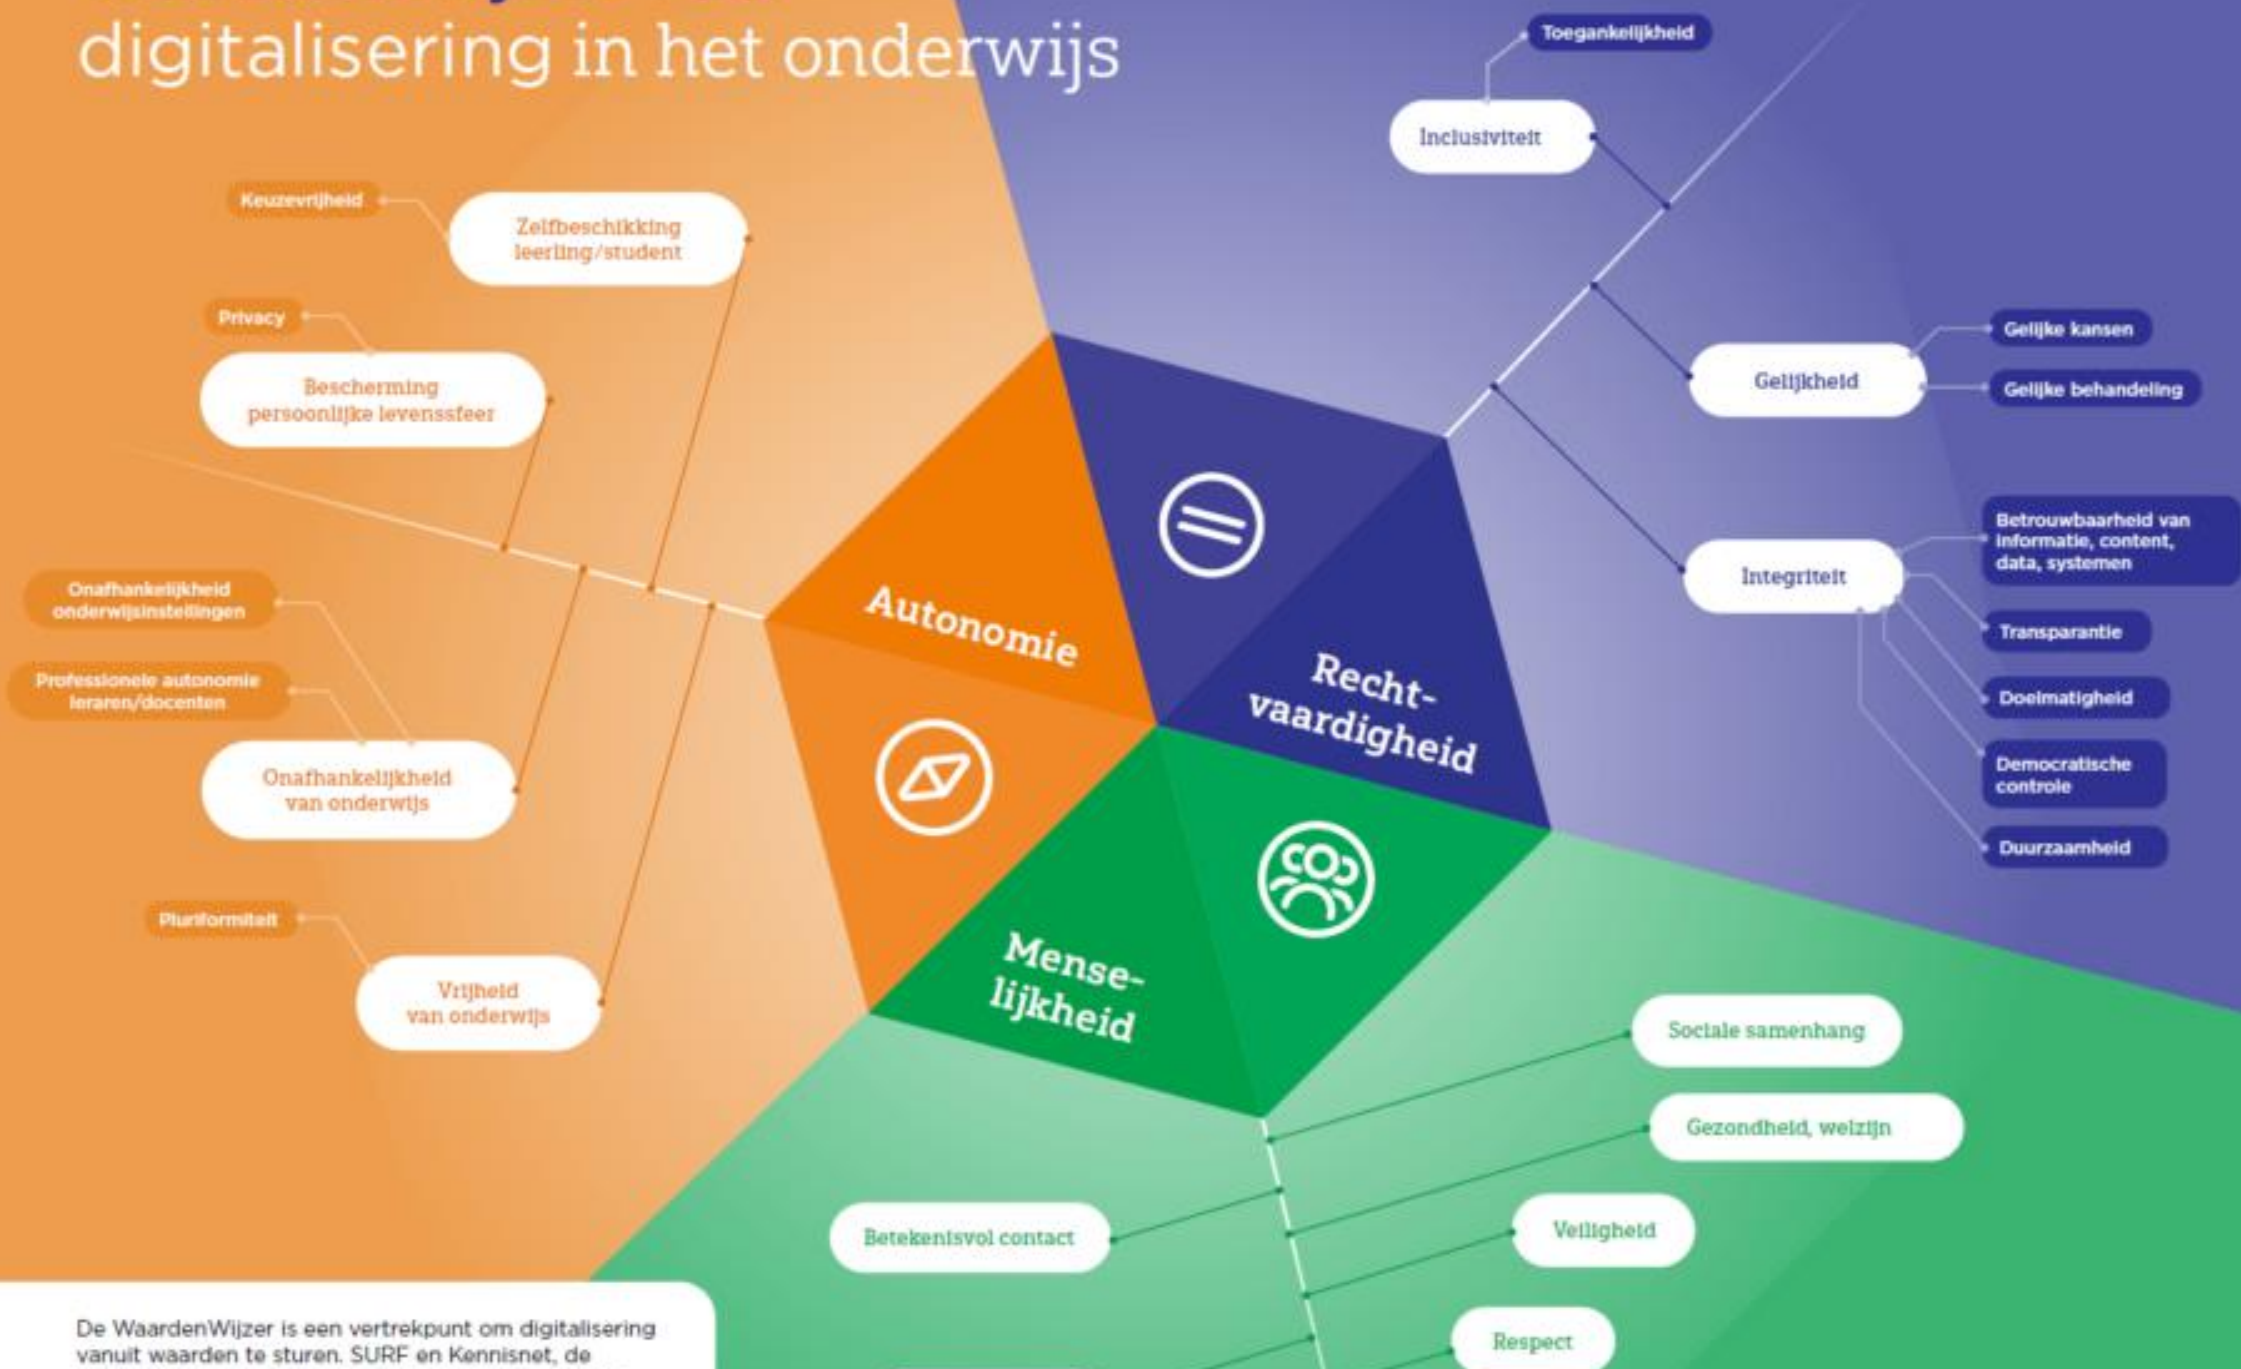 digitalisering in het onderwijs
Toegankelijkheid
Inclusiviteit
Keuzevrijheid
Zelfbeschikking
leerling/student
Privacy
Bescherming
persoonlijke levenssfeer
Gelijke kansen
Gelijkheid
Gelijke behandeling
Betrouwbaarheid van
informatie, content,
data, systemen
Integriteit
Transparantie
Doelmatigheid
Democratische
controle
Duurzaamheid
Autonomie
Recht-
vaardigheid
Mense-
lijkheid
Onafhankelijkheid
onderwijsinstellingen
Professionele autonomie
leraren/docenten
Onafhankelijkheid
van onderwijs
Pluriformiteit
Vrijheid
van onderwijs
Sociale samenhang
Gezondheid, welzijn
Betekenisvol contact
Veiligheid
Respect
De WaardenWijzer is een vertrekpunt om digitalisering
vanuit waarden te sturen. SURF en Kennisnet, de